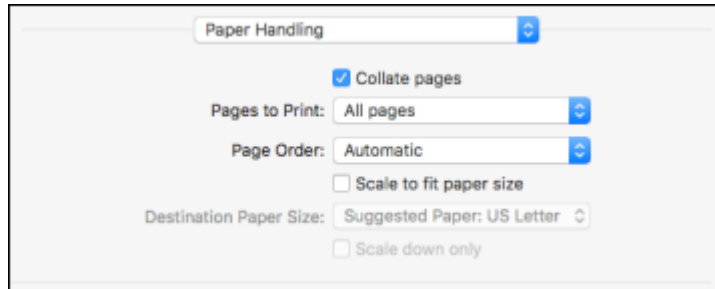 Paper Handling
Collate pages
Pages to Print: All pages
Page Order: Automatic
Scale to fit paper size
Destination Paper Size: Suggested Paper: US Letter
Scale down only